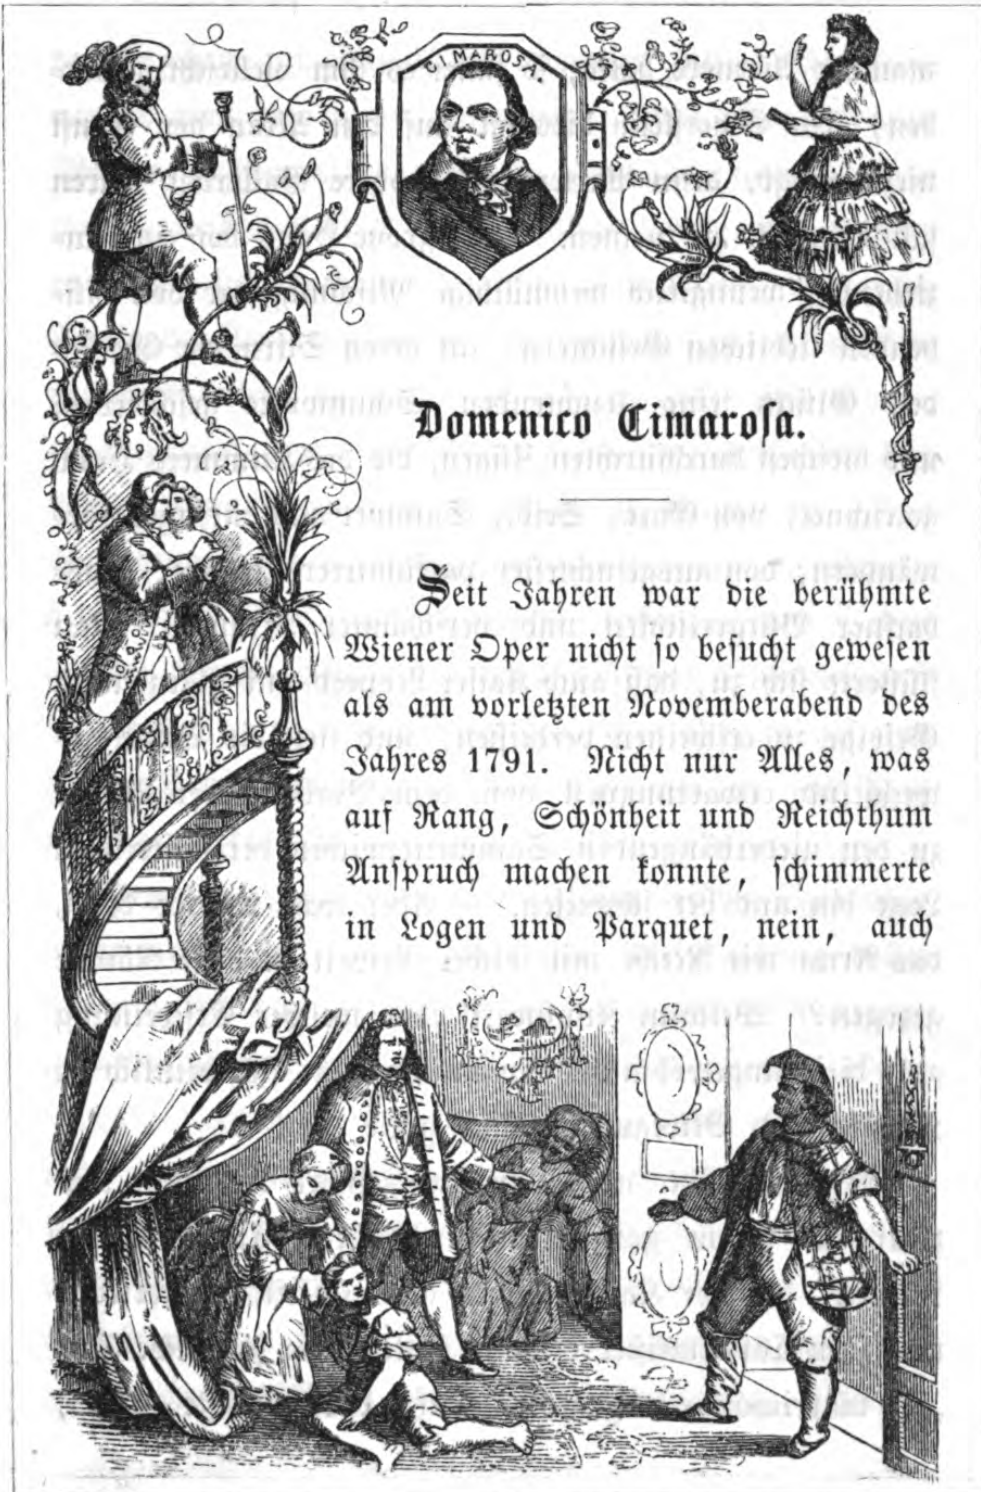 Domenico Cimarosa.
Seit Jahren war die berühmte
Wiener Oper nicht so besucht gewesen
als am vorletzten Novemberabend des
Jahres 1791. Nicht nur Alles, was
auf Rang, Schönheit und Reichthum
Anspruch machen konnte, schimmerte
in Logen und Parquet, nein, auch